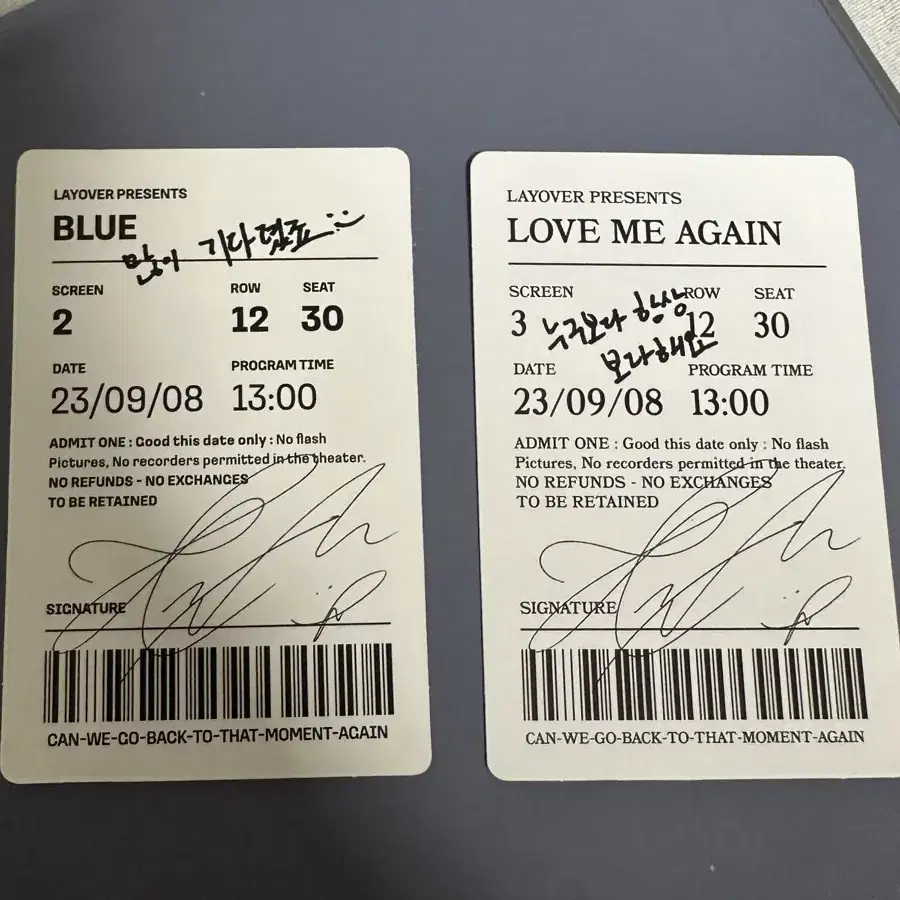 LAYOVER PRESENTS
BLUE
많이 기다렸죠 :)
SCREEN ROW SEAT
2 12 30
DATE PROGRAM TIME
23/09/08 13:00
ADMIT ONE : Good this date only : No flash
Pictures, No recorders permitted in the theater.
NO REFUNDS - NO EXCHANGES
TO BE RETAINED
SIGNATURE
CAN-WE-GO-BACK-TO-THAT-MOMENT-AGAIN
LAYOVER PRESENTS
LOVE ME AGAIN
SCREEN ROW SEAT
3 12 30
누구보다 항상
보라해요
DATE PROGRAM TIME
23/09/08 13:00
ADMIT ONE : Good this date only : No flash
Pictures, No recorders permitted in the theater.
NO REFUNDS - NO EXCHANGES
TO BE RETAINED
SIGNATURE
CAN-WE-GO-BACK-TO-THAT-MOMENT-AGAIN